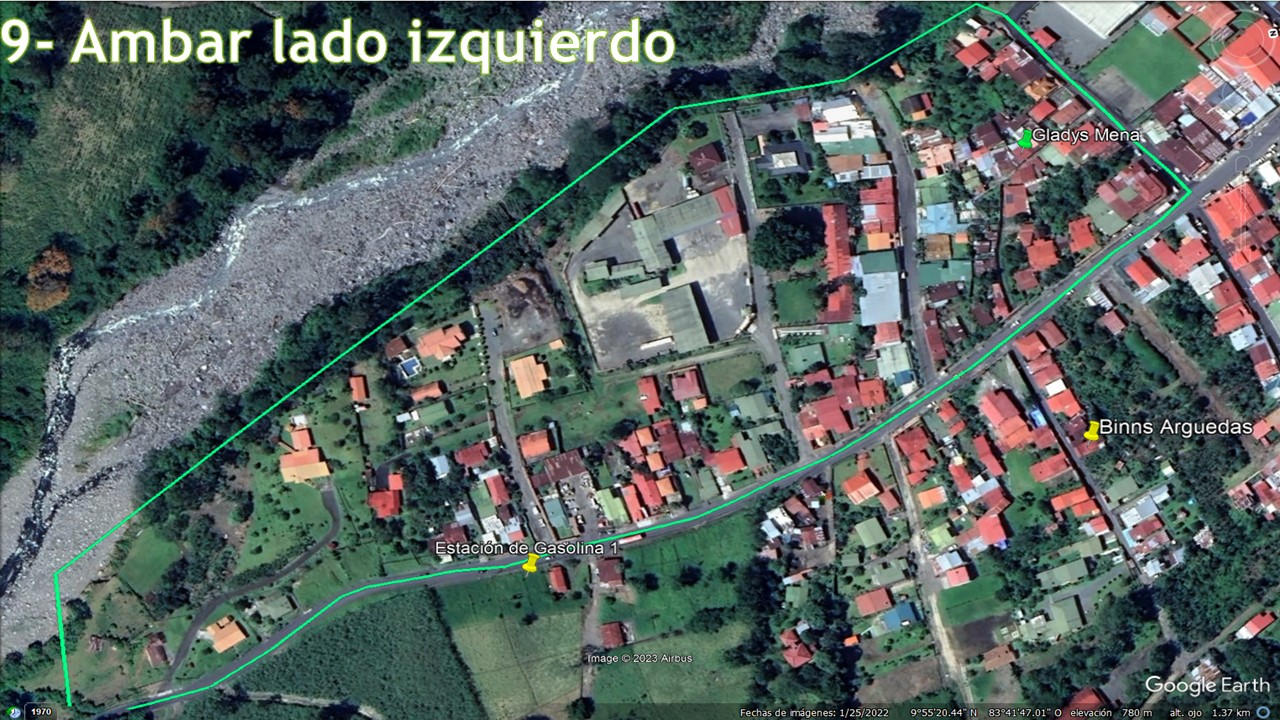 9- Ambar lado izquierdo
Gladys Mena
Binns Arguedas
Estación de Gasolina 1
Image © 2023 Airbus
Google Earth
1970
Fechas de imágenes: 1/25/2022 9°55'20.44" N 83°41'47.01" O elevación 780 m alt. ojo 1.37 km
N